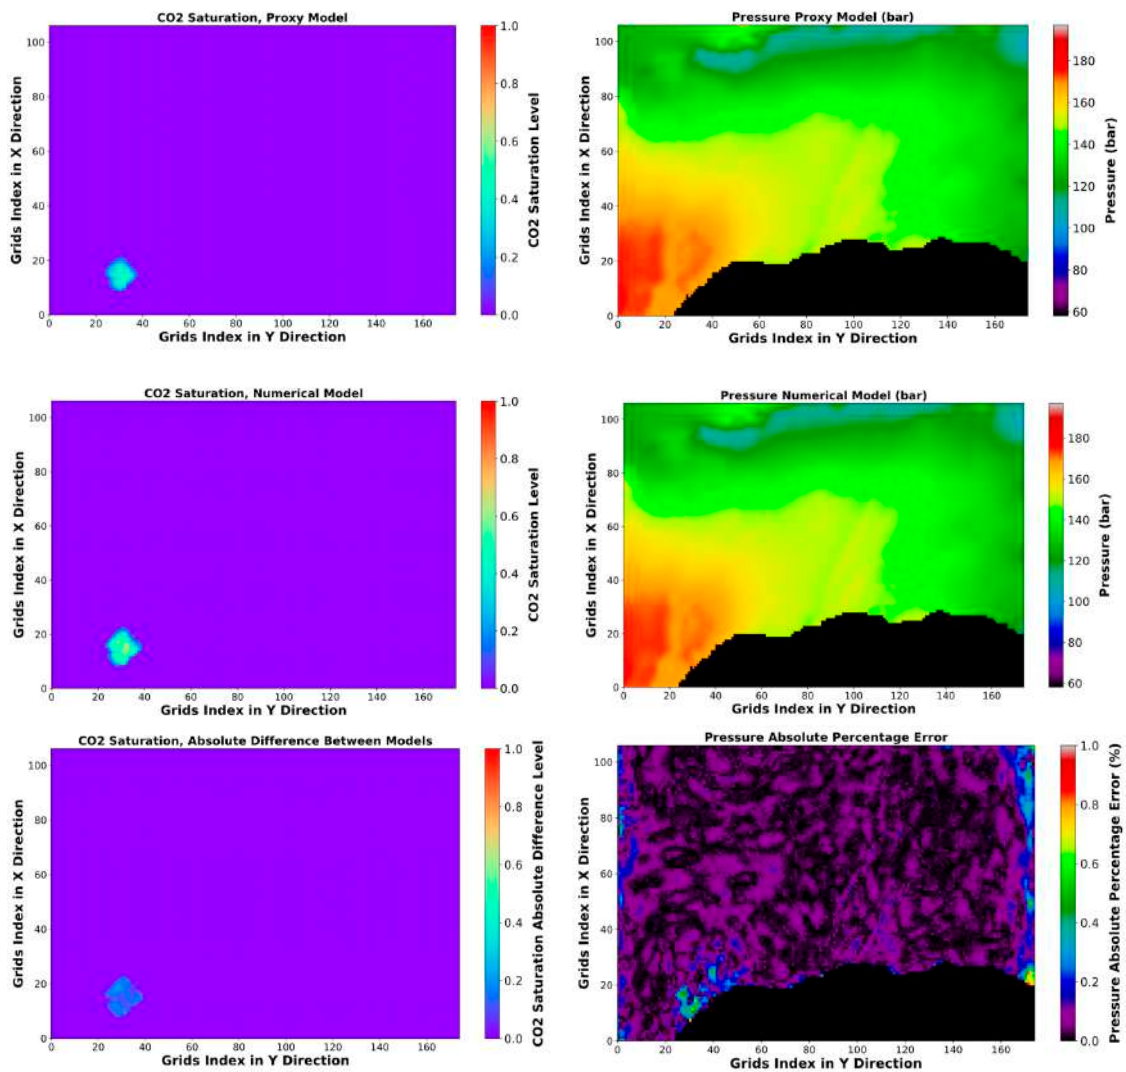 CO2 Saturation, Proxy Model
Grids Index in X Direction
100
80
60
40
20
0
0 20 40 60 80 100 120 140 160
Grids Index in Y Direction
1.0
0.8
0.6
0.4
0.2
0.0
CO2 Saturation Level
Pressure Proxy Model (bar)
Grids Index in X Direction
100
80
60
40
20
0
0 20 40 60 80 100 120 140 160
Grids Index in Y Direction
180
160
140
120
100
80
60
Pressure (bar)
CO2 Saturation, Numerical Model
Grids Index in X Direction
100
80
60
40
20
0
0 20 40 60 80 100 120 140 160
Grids Index in Y Direction
1.0
0.8
0.6
0.4
0.2
0.0
CO2 Saturation Level
Pressure Numerical Model (bar)
Grids Index in X Direction
100
80
60
40
20
0
0 20 40 60 80 100 120 140 160
Grids Index in Y Direction
180
160
140
120
100
80
60
Pressure (bar)
CO2 Saturation, Absolute Difference Between Models
Grids Index in X Direction
100
80
60
40
20
0
0 20 40 60 80 100 120 140 160
Grids Index in Y Direction
1.0
0.8
0.6
0.4
0.2
0.0
CO2 Saturation Absolute Difference Level
Pressure Absolute Percentage Error
Grids Index in X Direction
100
80
60
40
20
0
0 20 40 60 80 100 120 140 160
Grids Index in Y Direction
1.0
0.8
0.6
0.4
0.2
0.0
Pressure Absolute Percentage Error (%)